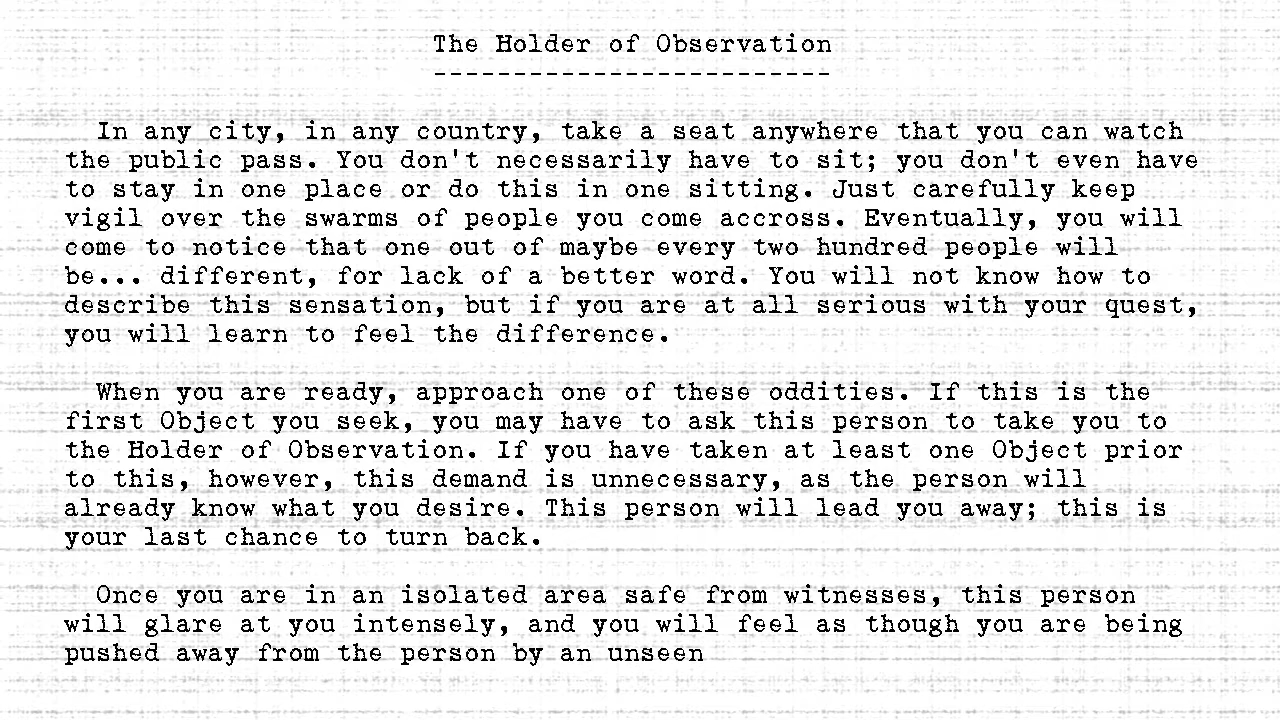 The Holder of Observation
-------------------------
In any city, in any country, take a seat anywhere that you can watch
the public pass. You don't necessarily have to sit; you don't even have
to stay in one place or do this in one sitting. Just carefully keep
vigil over the swarms of people you come accross. Eventually, you will
come to notice that one out of maybe every two hundred people will
be... different, for lack of a better word. You will not know how to
describe this sensation, but if you are at all serious with your quest,
you will learn to feel the difference.
When you are ready, approach one of these oddities. If this is the
first Object you seek, you may have to ask this person to take you to
the Holder of Observation. If you have taken at least one Object prior
to this, however, this demand is unnecessary, as the person will
already know what you desire. This person will lead you away; this is
your last chance to turn back.
Once you are in an isolated area safe from witnesses, this person
will glare at you intensely, and you will feel as though you are being
pushed away from the person by an unseen